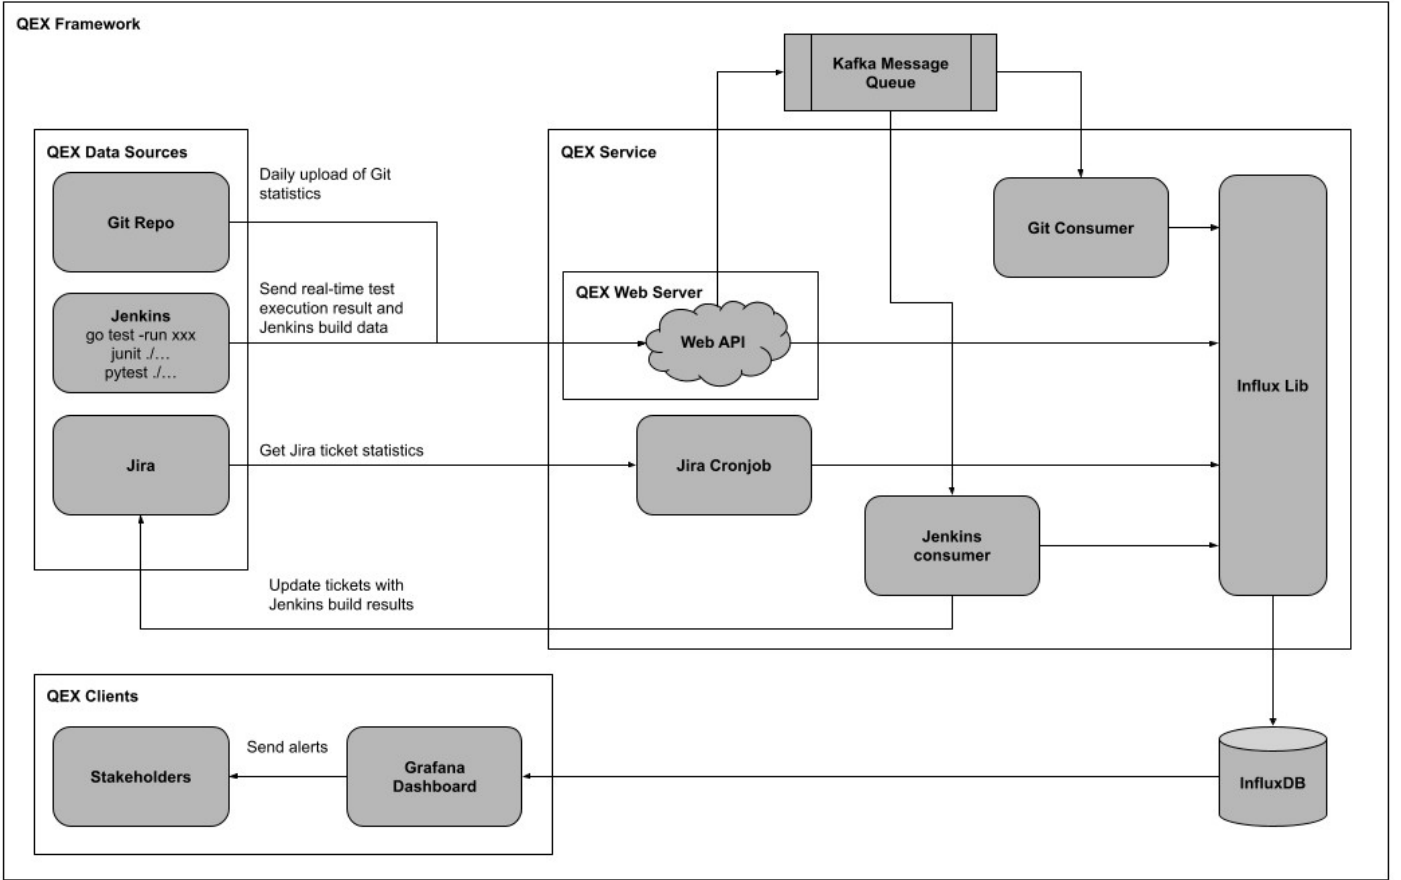 QEX Framework
Kafka Message
Queue
QEX Data Sources
Git Repo
Daily upload of Git
statistics
Jenkins
go test -run xxx
junit ./…
pytest ./…
Send real-time test
execution result and
Jenkins build data
Jira
Get Jira ticket statistics
Update tickets with
Jenkins build results
QEX Service
Git Consumer
QEX Web Server
Web API
Influx Lib
Jira Cronjob
Jenkins
consumer
QEX Clients
Stakeholders
Send alerts
Grafana
Dashboard
InfluxDB